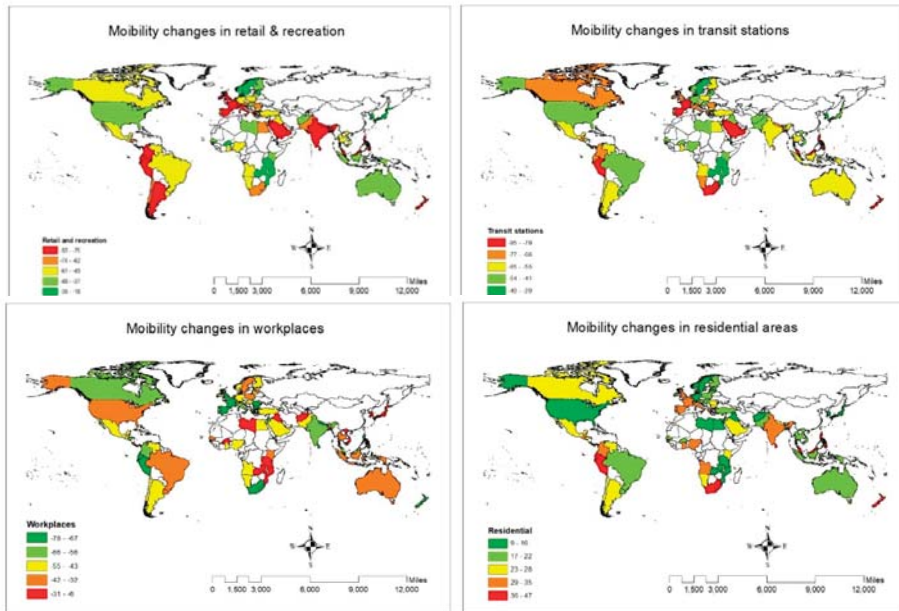 Moibility changes in retail & recreation
N
W
E
S
Retail and recreation
Miles
0
1,500
3,000
6,000
9,000
12,000
Moibility changes in transit stations
N
W
E
S
Transit stations
Miles
0
1,500
3,000
6,000
9,000
12,000
Moibility changes in workplaces
N
W
E
S
Workplaces
-79 - -67
-66 - -56
-55 - -43
-42 - -32
Miles
0
1,500
3,000
6,000
9,000
12,000
Moibility changes in residential areas
N
W
E
S
Residential
17 - 22
23 - 28
29 - 35
36 - 47
Miles
0
1,500
3,000
6,000
9,000
12,000